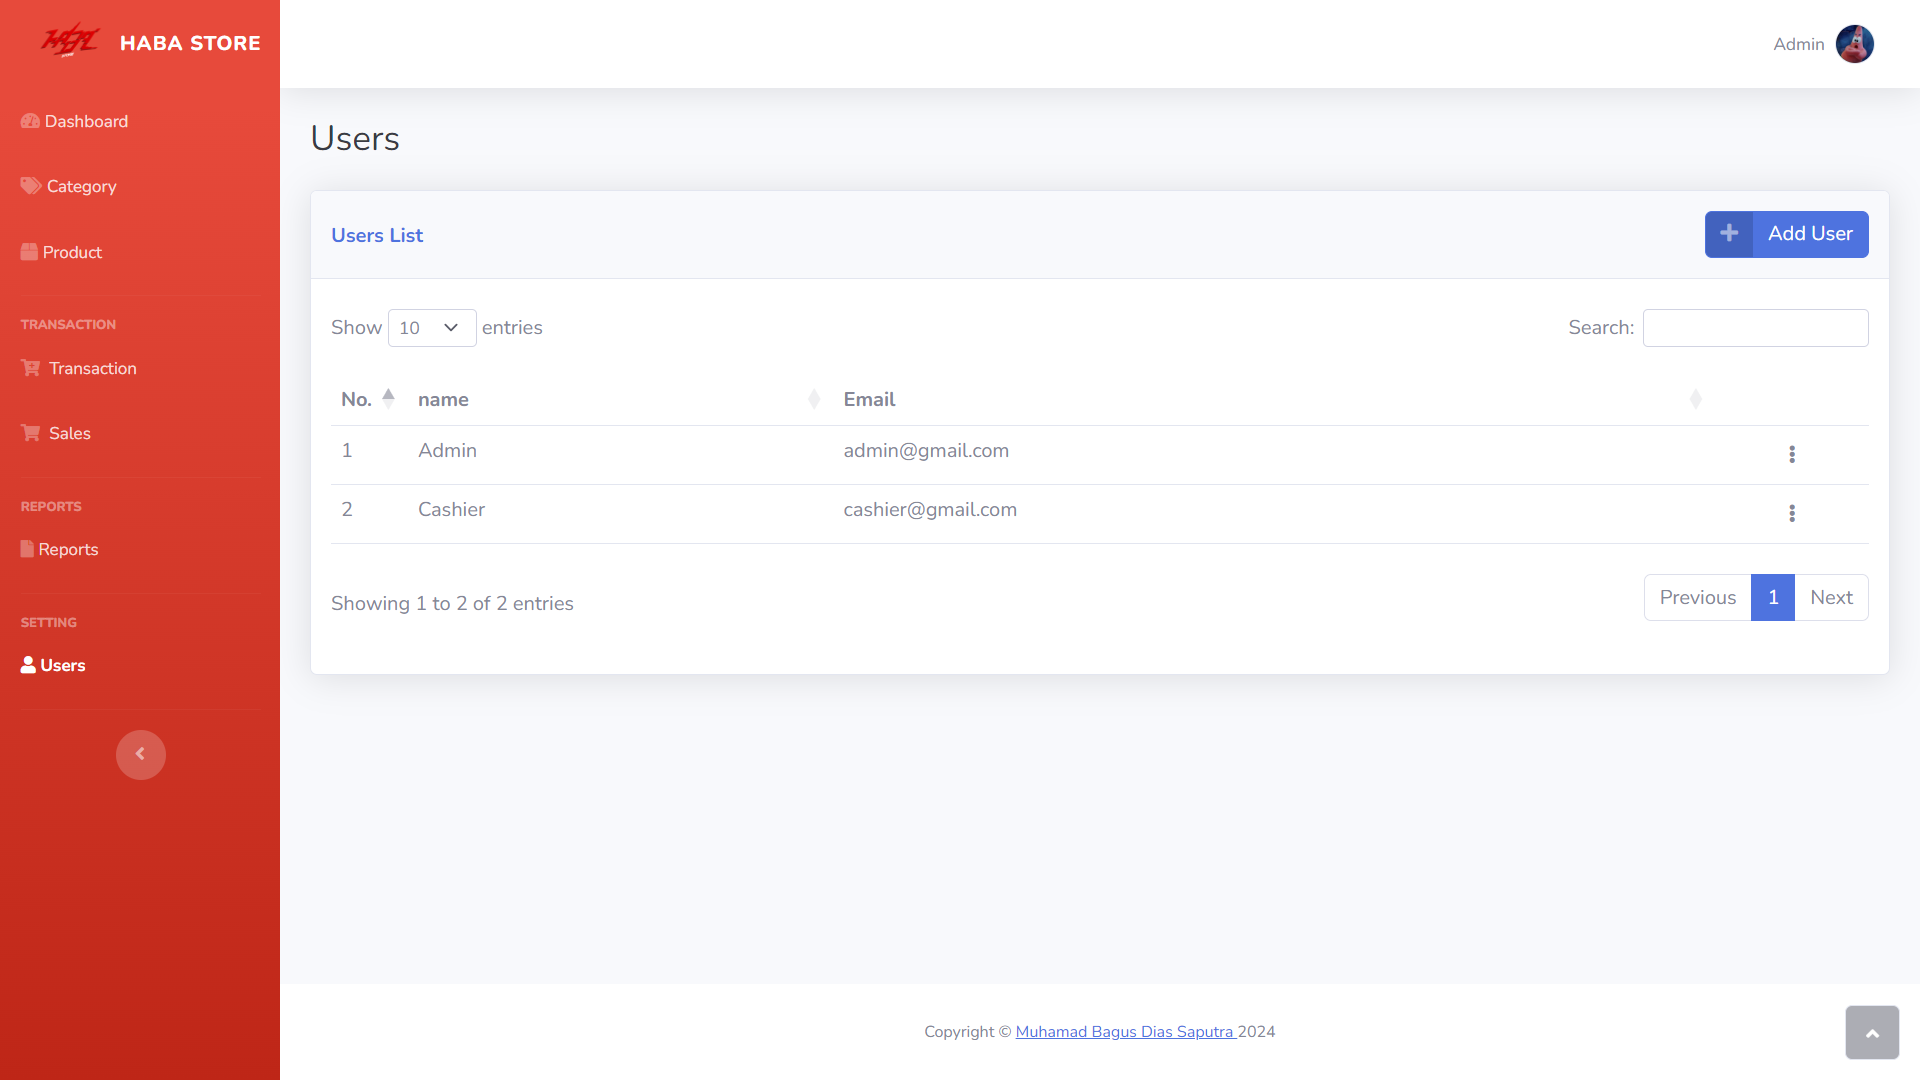 HABA STORE
Admin
Dashboard
Category
Product
TRANSACTION
Transaction
Sales
REPORTS
Reports
SETTING
Users
Users
Users List
Add User
Show 10 entries
Search:
No. name Email
1 Admin admin@gmail.com
2 Cashier cashier@gmail.com
Showing 1 to 2 of 2 entries
Previous 1 Next
Copyright © Muhamad Bagus Dias Saputra 2024